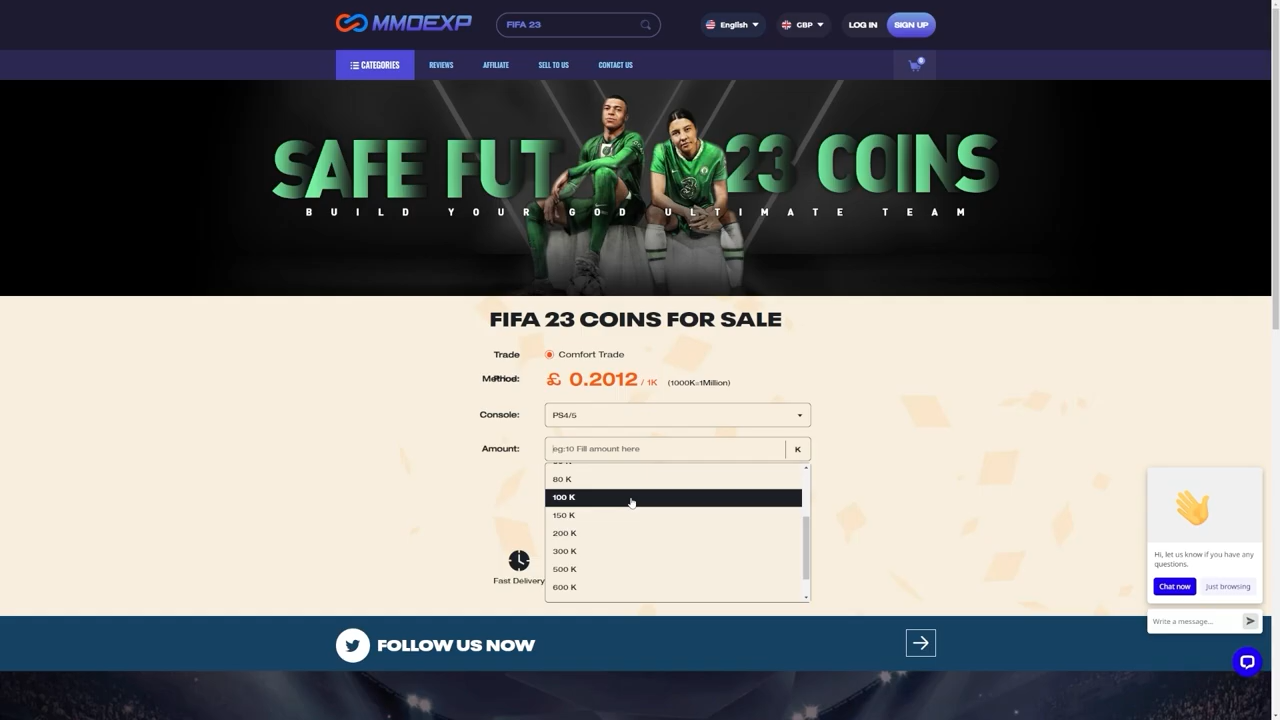 MMOEXP
FIFA 23
English
GBP
LOG IN
SIGN UP
CATEGORIES
REVIEWS
AFFILIATE
SELL TO US
CONTACT US
0
SAFE FUT 23 COINS
BUILD YOUR GOD ULTIMATE TEAM
FIFA 23 COINS FOR SALE
Trade
Comfort Trade
£ 0.2012 / 1K (1000K=1Million)
Console:
PS4/5
Amount:
eg:10 Fill amount here
K
80 K
100 K
150 K
200 K
300 K
500 K
600 K
Fast Delivery
Hi, let us know if you have any
questions.
Chat now
Just browsing
Write a message...
FOLLOW US NOW